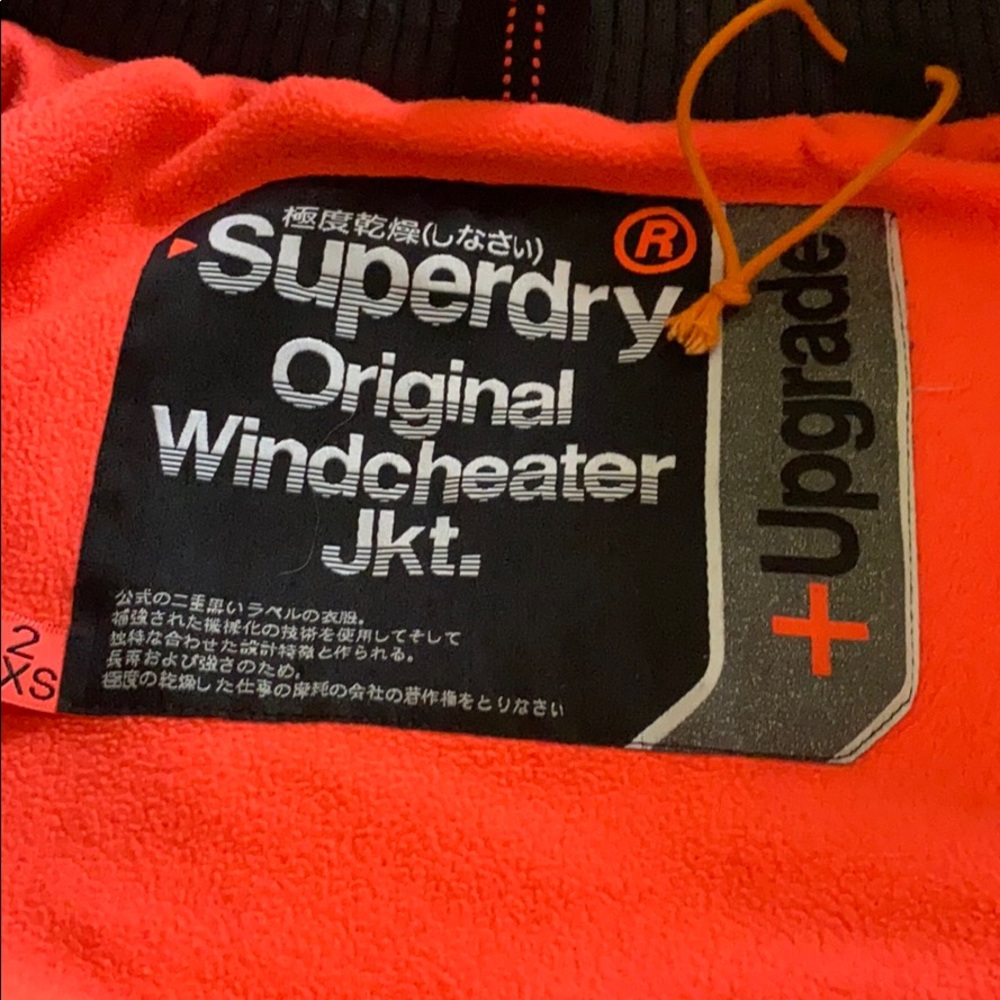 極度乾燥(しなさい)
Superdry®
Original
Windcheater
Jkt.
公式の二重黒いラベルの衣服。
補強された機械化の技術を使用してそして
独特な合わせた設計特徴と作られる。
長寿および強さのため。
極度の乾燥した仕事の摩耗の会社の著作権をとりなさい
+Upgrade
2
XS